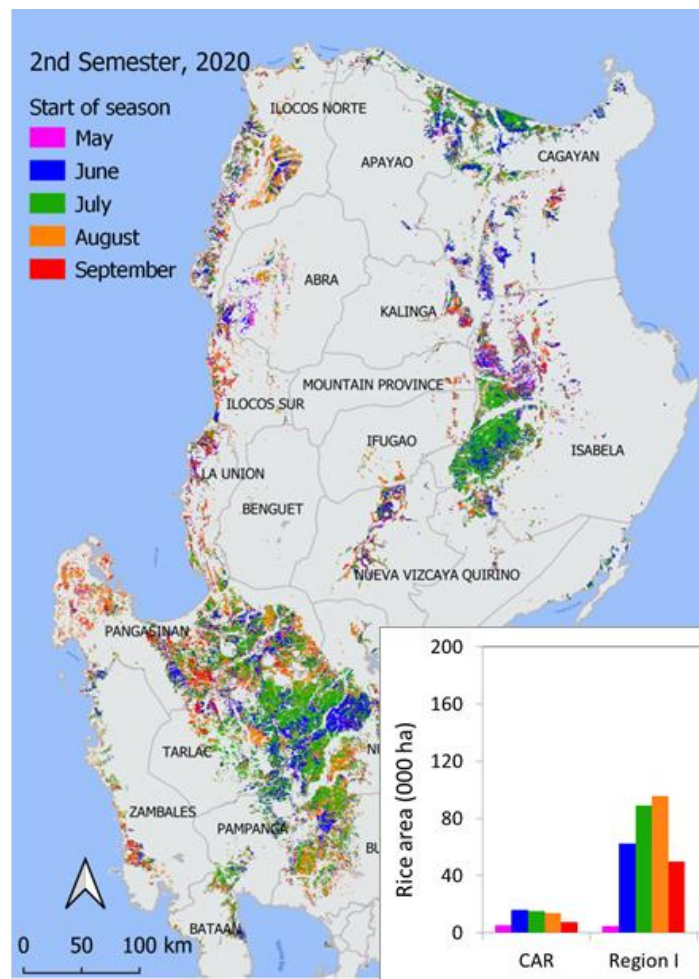 2nd Semester, 2020
Start of season
May
June
July
August
September
ILOCOS NORTE
APAYAO
CAGAYAN
ABRA
KALINGA
MOUNTAIN PROVINCE
ILOCOS SUR
IFUGAO
ISABELA
LA UNION
BENGUET
NUEVA VIZCAYA QUIRINO
PANGASINAN
TARLAC
ZAMBALES
PAMPANGA
BATAAN
0 50 100 km
Rice area (000 ha)
200
160
120
80
40
0
CAR Region I